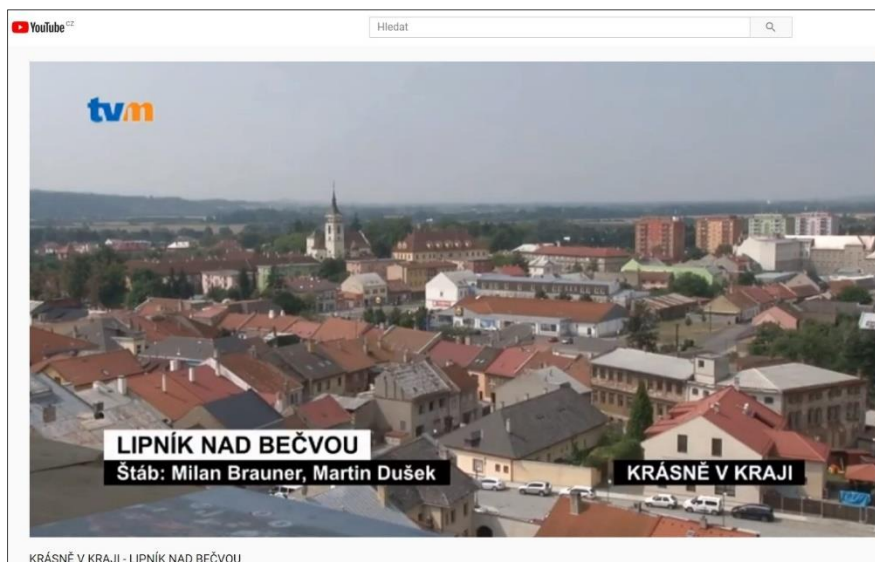 YouTube CZ
Hledat
tvm
LIPNÍK NAD BEČVOU
Štáb: Milan Brauner, Martin Dušek
KRÁSNĚ V KRAJI
KRÁSNĚ V KRAJI - LIPNÍK NAD BEČVOU